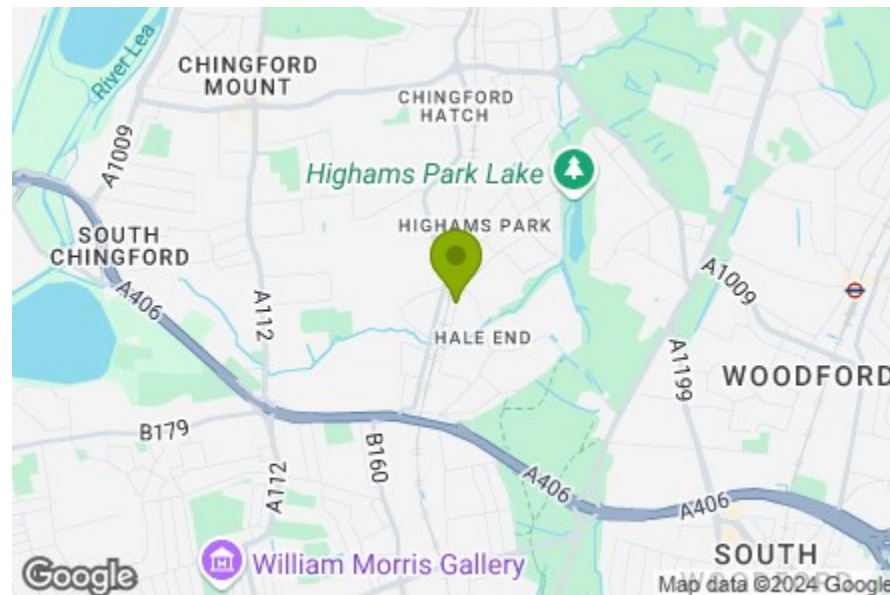 River Lea
CHINGFORD
MOUNT
CHINGFORD
HATCH
A1009
Highams Park Lake
HIGHAMS PARK
SOUTH
CHINGFORD
A406
A112
A1009
HALE END
A1199
WOODFORD
B179
B160
A112
A406
A406
William Morris Gallery
SOUTH
WOODFORD
Google
Map data ©2024 Google